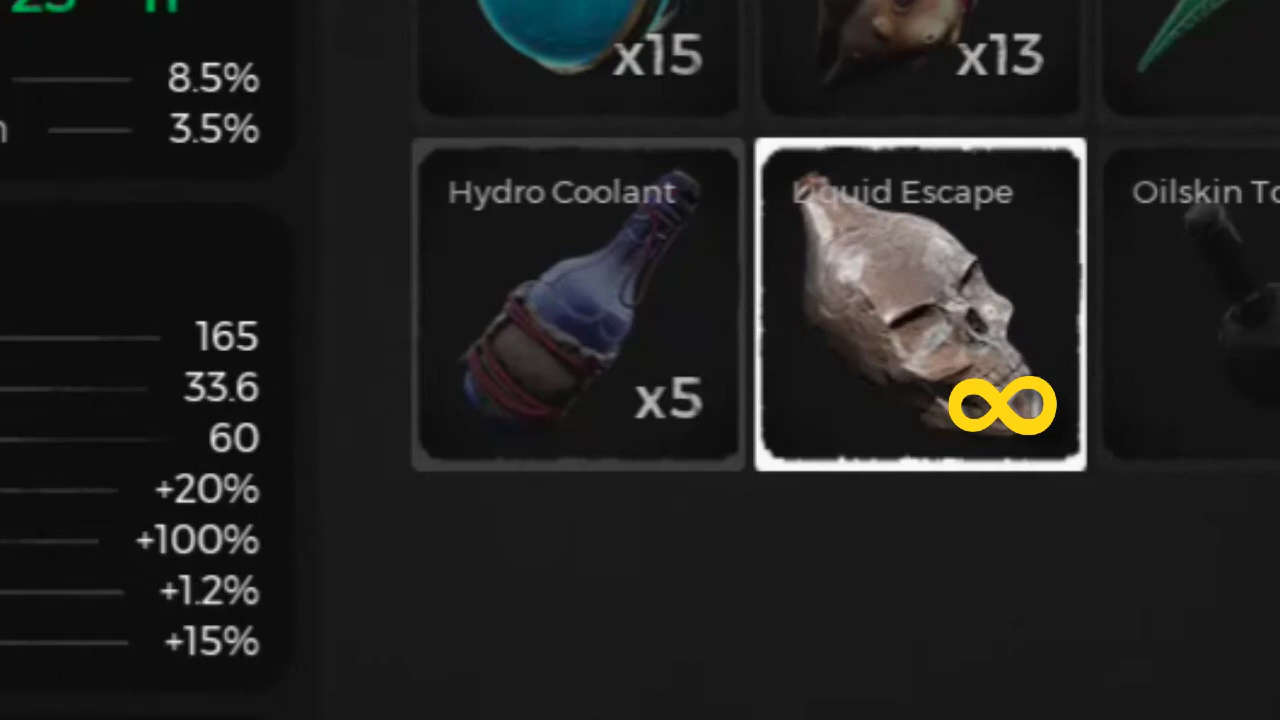 x15
x13
8.5%
3.5%
Hydro Coolant
Liquid Escape
Oilskin
165
33.6
x5
∞
60
+20%
+100%
+1.2%
+15%